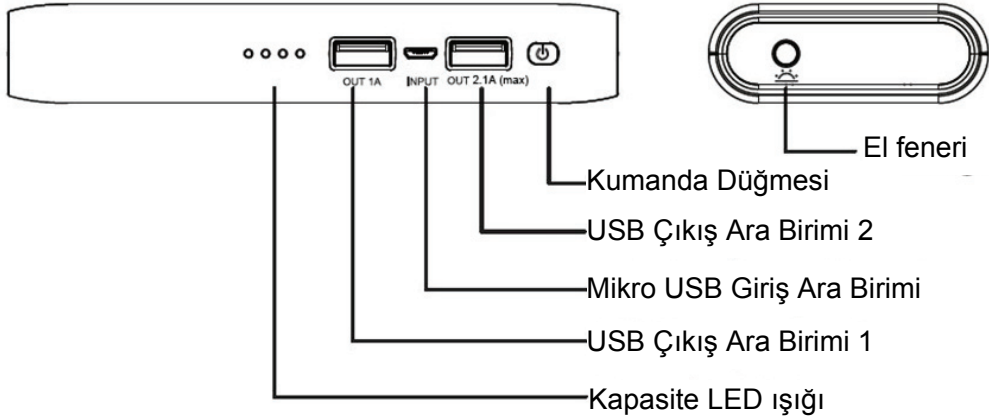 OUT 1A
INPUT
OUT 2.1A (max)
El feneri
Kumanda Düğmesi
USB Çıkış Ara Birimi 2
Mikro USB Giriş Ara Birimi
USB Çıkış Ara Birimi 1
Kapasite LED ışığı